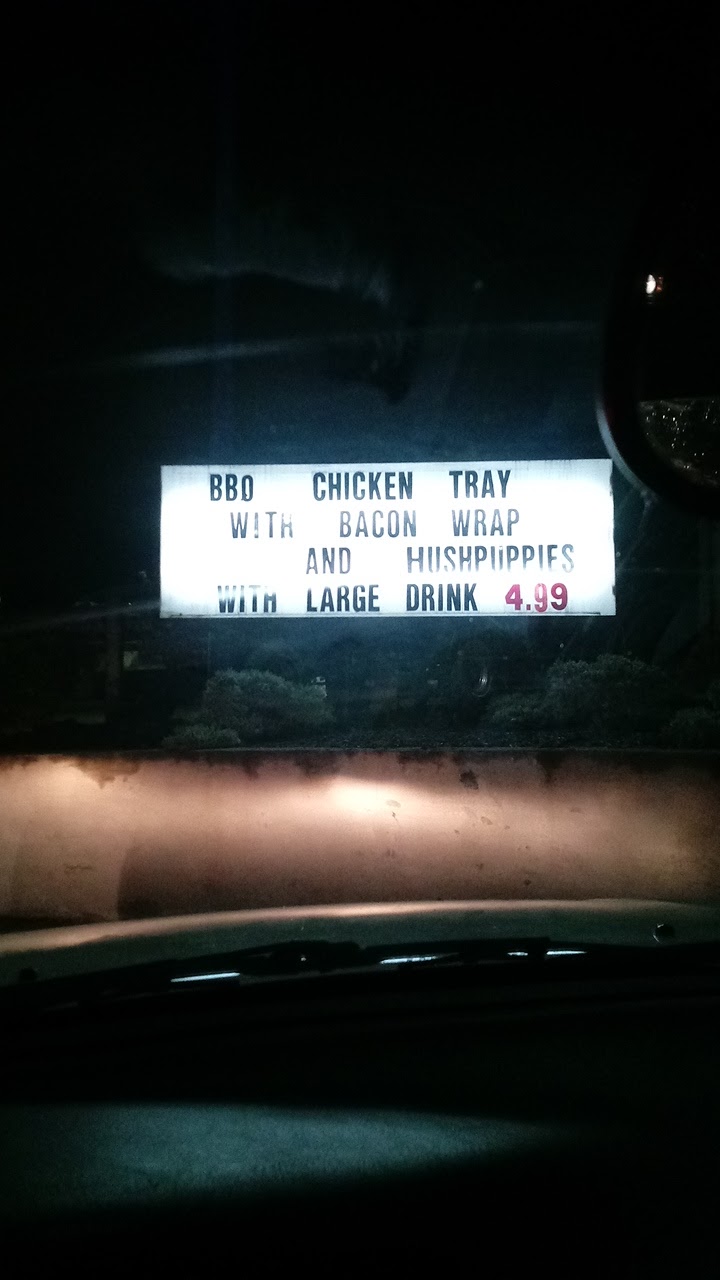 BBQ CHICKEN TRAY
WITH BACON WRAP
AND HUSHPUPPIES
WITH LARGE DRINK 4.99